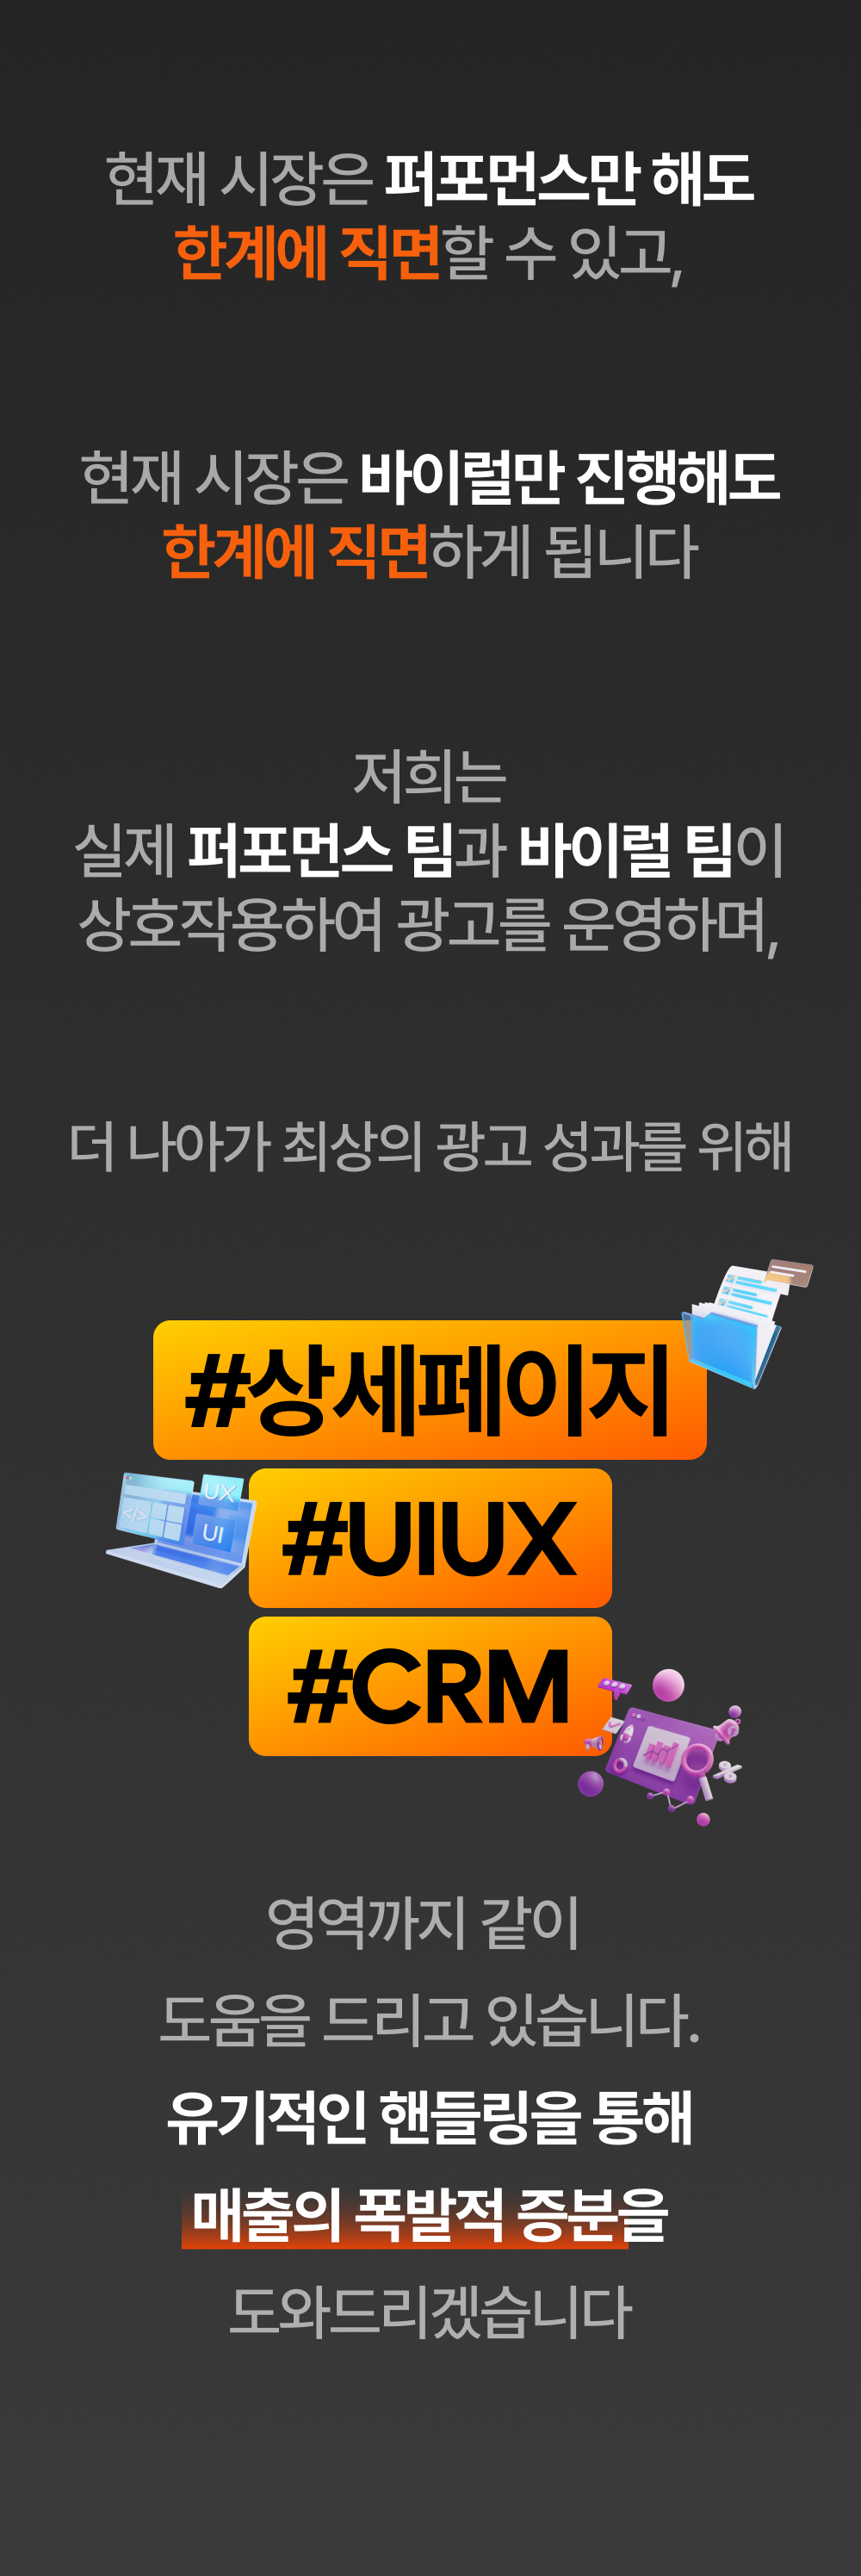 현재 시장은 퍼포먼스만 해도
한계에 직면할 수 있고,
현재 시장은 바이럴만 진행해도
한계에 직면하게 됩니다
저희는
실제 퍼포먼스 팀과 바이럴 팀이
상호작용하여 광고를 운영하며,
더 나아가 최상의 광고 성과를 위해
#상세페이지
UX
</>
UI
#UIUX
#CRM
%
영역까지 같이
도움을 드리고 있습니다.
유기적인 핸들링을 통해
매출의 폭발적 증분을
도와드리겠습니다